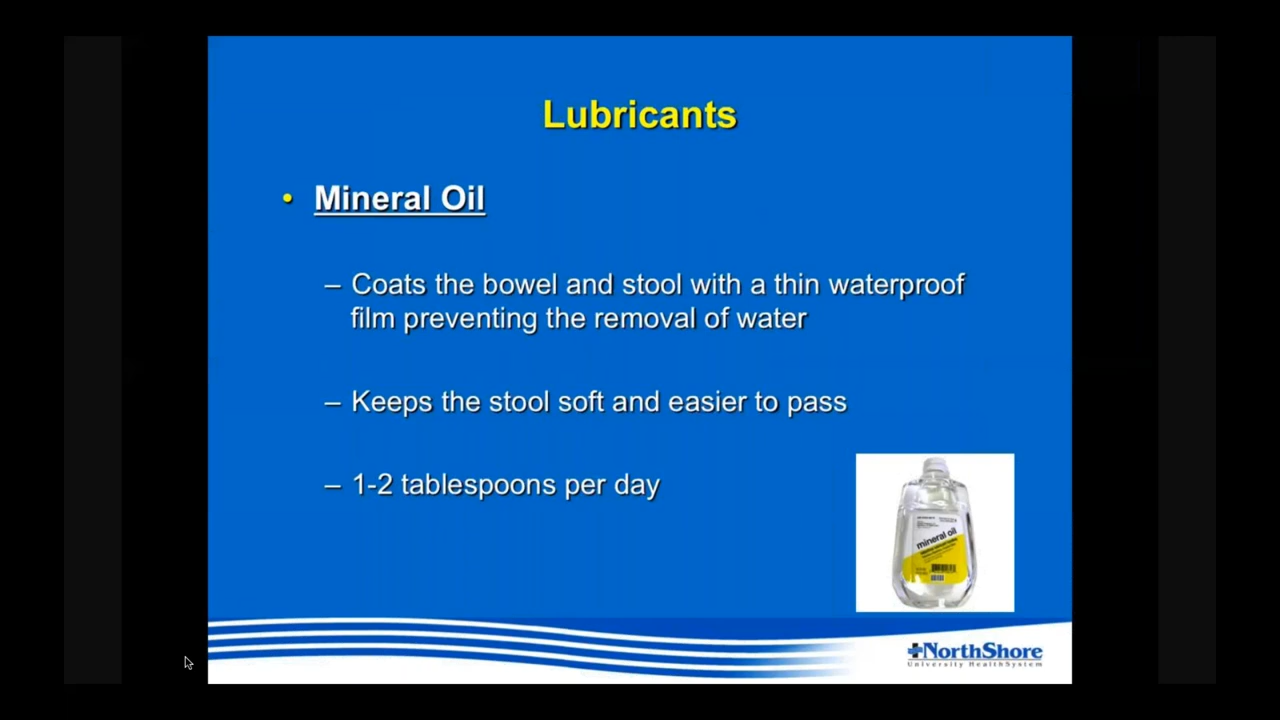 Lubricants
• Mineral Oil
– Coats the bowel and stool with a thin waterproof
film preventing the removal of water
– Keeps the stool soft and easier to pass
– 1-2 tablespoons per day
mineral oil
NorthShore
University HealthSystem